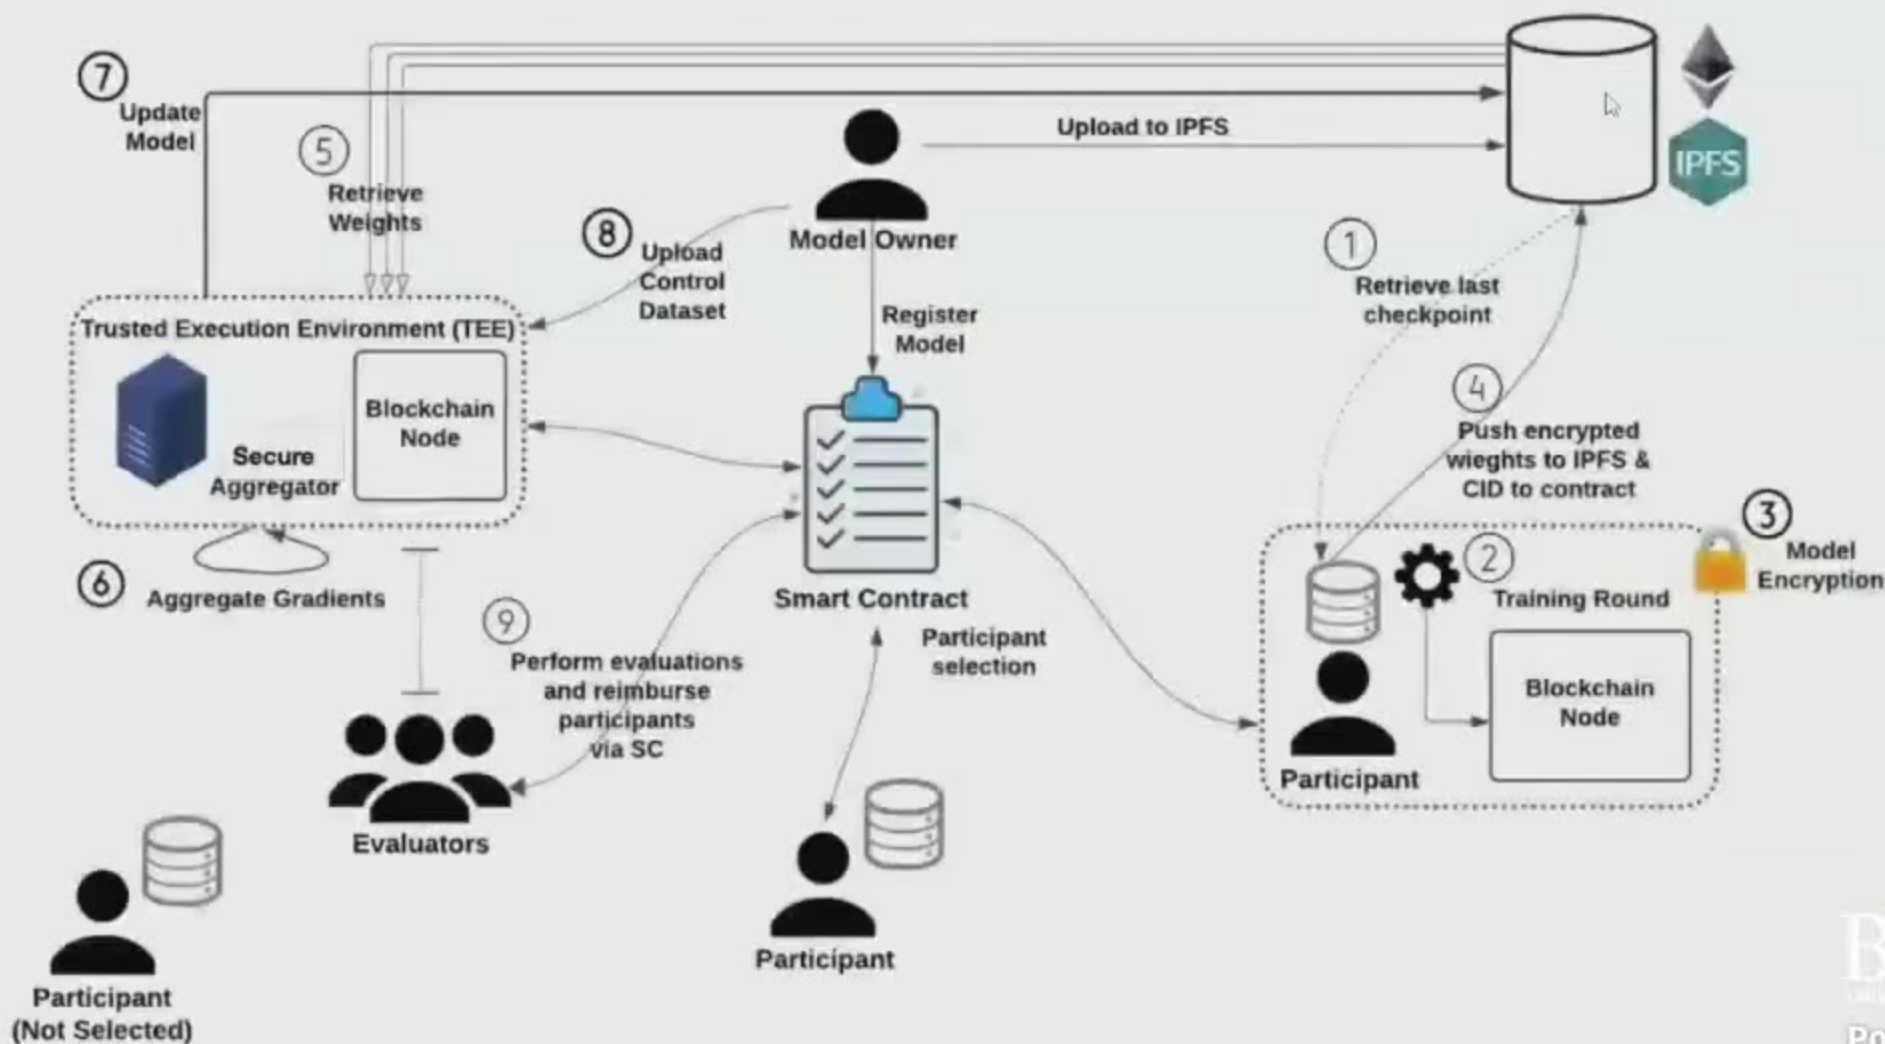 7
Update
Model
5
Retrieve
Weights
8
Upload
Control
Dataset
Model Owner
Upload to IPFS
IPFS
1
Retrieve last
checkpoint
Register
Model
Trusted Execution Environment (TEE)
Blockchain
Node
Secure
Aggregator
4
Push encrypted
wieghts to IPFS &
CID to contract
3
Model
Encryption
2
Training Round
Blockchain
Node
Participant
6
Aggregate Gradients
Smart Contract
Participant
selection
9
Perform evaluations
and reimburse
participants
via SC
Evaluators
Participant
Participant
(Not Selected)
B
Po